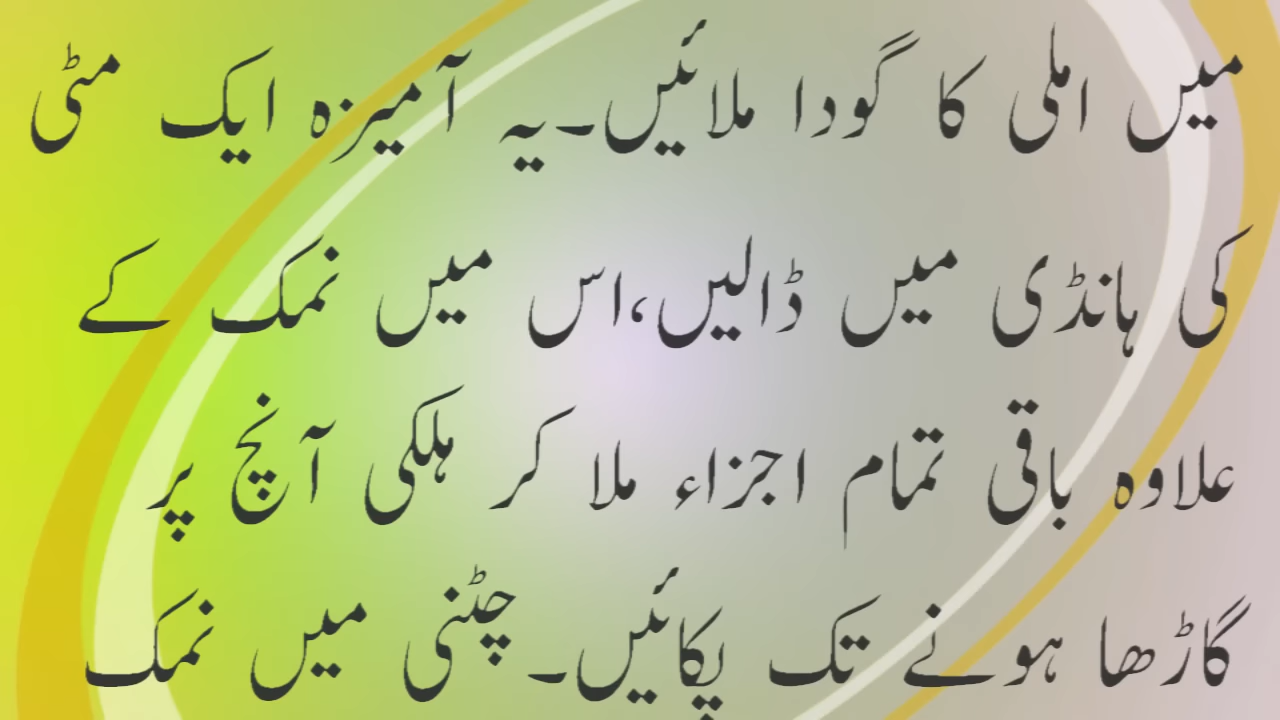 میں املی کا گودا ملائیں۔یہ آمیزہ ایک مٹی
کی ہانڈی میں ڈالیں،اس میں نمک کے
علاوہ باقی تمام اجزاء ملا کر ہلکی آنچ پر
گاڑھا ہونے تک پکائیں۔ چٹنی میں نمک